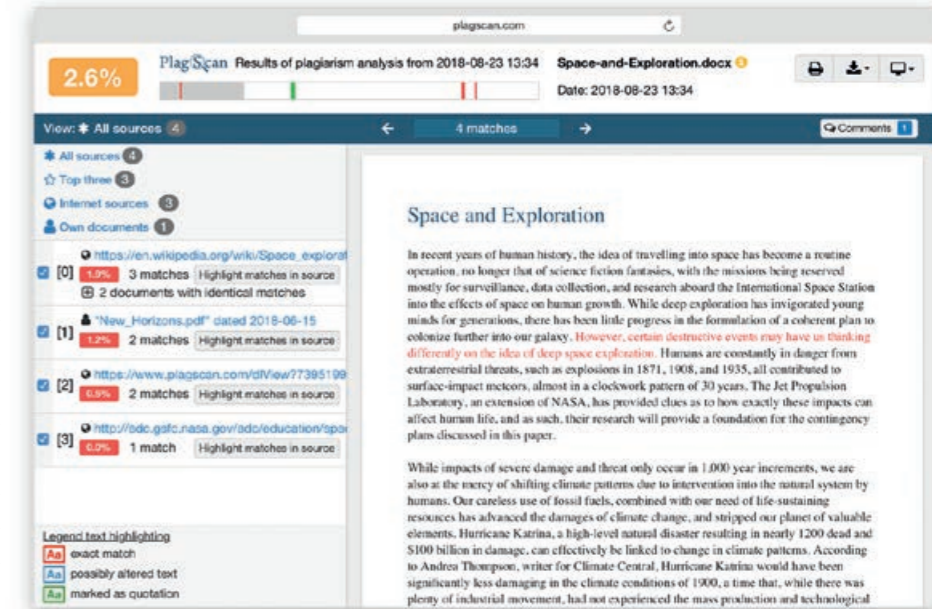 plagscan.com
2.6%
PlagScan Results of plagiarism analysis from 2018-08-23 13:34
Space-and-Exploration.docx
Date: 2018-08-23 13:34
View: All sources 4
4 matches
Comments 1
All sources 4
Top three 3
Internet sources 3
Own documents 1
https://en.wikipedia.org/wiki/Space_explorat
[0] 1.9% 3 matches Highlight matches in source
2 documents with identical matches
"New_Horizons.pdf" dated 2018-06-15
[1] 1.2% 2 matches Highlight matches in source
https://www.plagscan.com/dlView?7395199
[2] 2 matches Highlight matches in source
[3] 0.0% 1 match Highlight matches in source
Legend text highlighting
Aa exact match
Aa possibly altered text
Aa marked as quotation
Space and Exploration
In recent years of human history, the idea of travelling into space has become a routine
operation, no longer that of science fiction fantasies, with the missions being reserved
mostly for surveillance, data collection, and research aboard the International Space Station
into the effects of space on human growth. While deep exploration has invigorated young
minds for generations, there has been little progress in the formulation of a coherent plan to
colonize further into our galaxy. However, certain destructive events may have us thinking
differently on the idea of deep space exploration. Humans are constantly in danger from
extraterrestrial threats, such as explosions in 1871, 1908, and 1935, all contributed to
surface-impact meteors, almost in a clockwork pattern of 30 years. The Jet Propulsion
Laboratory, an extension of NASA, has provided clues as to how exactly these impacts can
affect human life, and as such, their research will provide a foundation for the contingency
plans discussed in this paper.
While impacts of severe damage and threat only occur in 1,000 year increments, we are
also at the mercy of shifting climate patterns due to intervention into the natural system by
humans. Our careless use of fossil fuels, combined with our need of life-sustaining
resources has advanced the damages of climate change, and stripped our planet of valuable
elements. Hurricane Katrina, a high-level natural disaster resulting in nearly 1200 dead and
$100 billion in damage, can effectively be linked to change in climate patterns. According
to Andrea Thompson, writer for Climate Central, Hurricane Katrina would have been
significantly less damaging in the climate conditions of 1900, a time that, while there was
plenty of industrial movement, had not experienced the mass production and technological